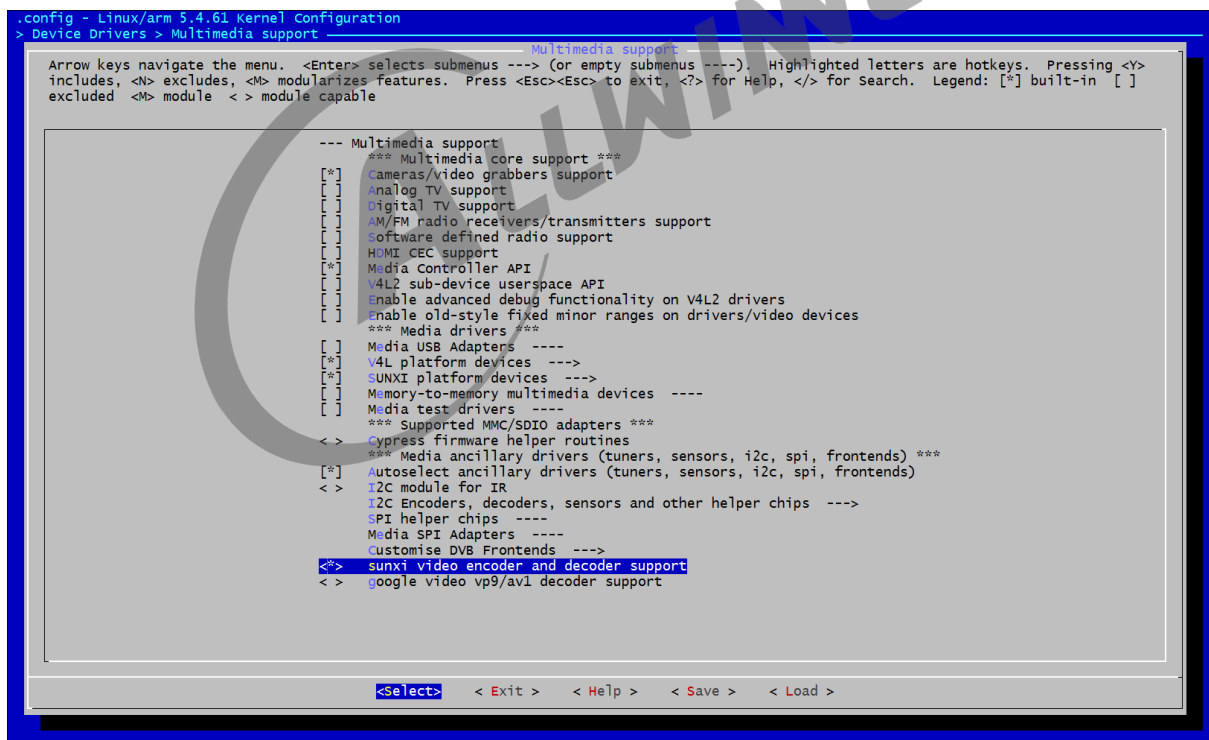 .config - Linux/arm 5.4.61 Kernel Configuration
> Device Drivers > Multimedia support
Multimedia support
Arrow keys navigate the menu.  <Enter> selects submenus ---> (or empty submenus ----).  Highlighted letters are hotkeys.  Pressing <Y>
includes, <N> excludes, <M> modularizes features.  Press <Esc><Esc> to exit, <?> for Help, </> for Search.  Legend: [*] built-in  [ ]
excluded  <M> module  < > module capable
--- Multimedia support
*** Multimedia core support ***
[*]   Cameras/video grabbers support
[ ]   Analog TV support
[ ]   Digital TV support
[ ]   AM/FM radio receivers/transmitters support
[ ]   Software defined radio support
[ ]   HDMI CEC support
[*]   Media Controller API
[ ]   V4L2 sub-device userspace API
[ ]   Enable advanced debug functionality on V4L2 drivers
[ ]   Enable old-style fixed minor ranges on drivers/video devices
*** Media drivers ***
[ ]   Media USB Adapters  ----
[*]   V4L platform devices  --->
[*]   SUNXI platform devices  --->
[ ]   Memory-to-memory multimedia devices  ----
[ ]   Media test drivers  ----
*** Supported MMC/SDIO adapters ***
< >   Cypress firmware helper routines
*** Media ancillary drivers (tuners, sensors, i2c, spi, frontends) ***
[*]   Autoselect ancillary drivers (tuners, sensors, i2c, spi, frontends)
< >   I2C module for IR
I2C Encoders, decoders, sensors and other helper chips  --->
SPI helper chips  ----
Media SPI Adapters  ----
Customise DVB Frontends  --->
<*>   sunxi video encoder and decoder support
< >   google video vp9/av1 decoder support
<Select>    < Exit >    < Help >    < Save >    < Load >
ALLWIN